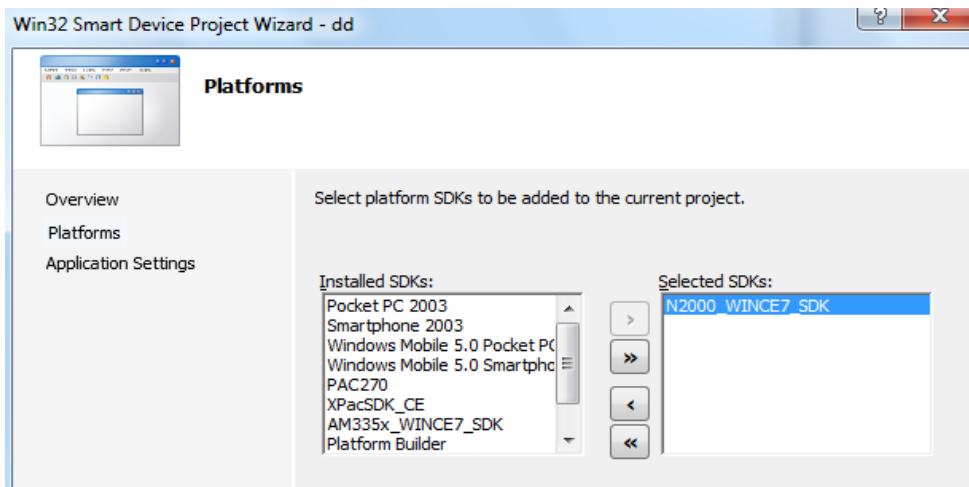 Win32 Smart Device Project Wizard - dd
Platforms
Overview
Platforms
Application Settings
Select platform SDKs to be added to the current project.
Installed SDKs:
Pocket PC 2003
Smartphone 2003
Windows Mobile 5.0 Pocket PC
Windows Mobile 5.0 Smartpho
PAC270
XPacSDK_CE
AM335x_WINCE7_SDK
Platform Builder
>
»
<
«
Selected SDKs:
N2000_WINCE7_SDK